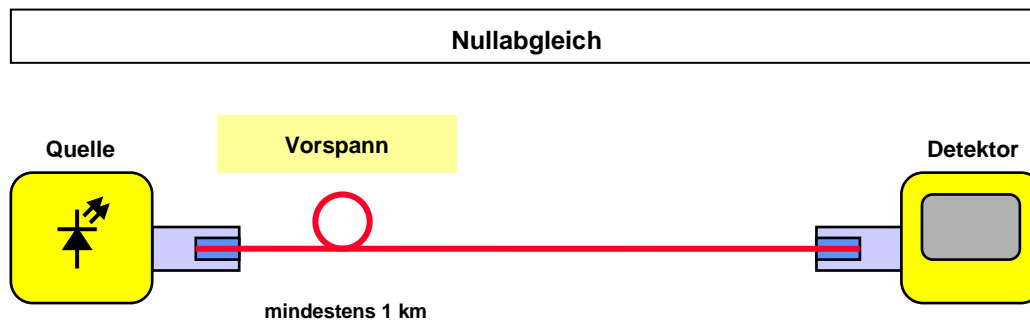 Nullabgleich
Quelle
Vorspann
Detektor
mindestens 1 km